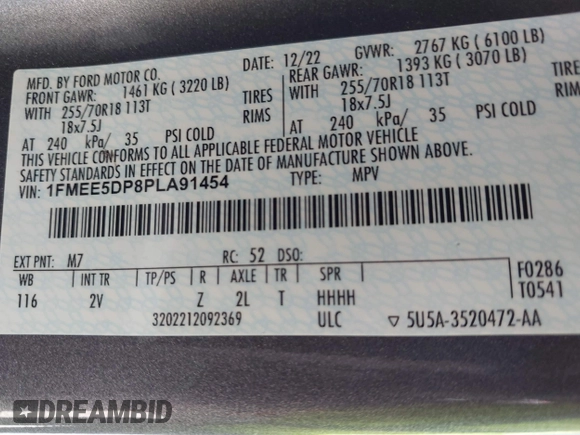 MFD. BY FORD MOTOR CO. DATE: 12/22 GVWR: 2767 KG ( 6100 LB)
FRONT GAWR: 1461 KG ( 3220 LB) REAR GAWR: 1393 KG ( 3070 LB)
WITH 255/70R18 113T TIRES WITH 255/70R18 113T TIRES
18x7.5J RIMS 18x7.5J RIMS
AT 240 kPa/ 35 PSI COLD AT 240 kPa/ 35 PSI COLD
THIS VEHICLE CONFORMS TO ALL APPLICABLE FEDERAL MOTOR VEHICLE
SAFETY STANDARDS IN EFFECT ON THE DATE OF MANUFACTURE SHOWN ABOVE.
VIN: 1FMEE5DP8PLA91454 TYPE: MPV
EXT PNT: M7 RC: 52 DSO:
WB INT TR TP/PS R AXLE TR SPR F0286
116 2V Z 2L T HHHH T0541
3202212092369 ULC ▽ 5U5A-3520472-AA
DREAMBID